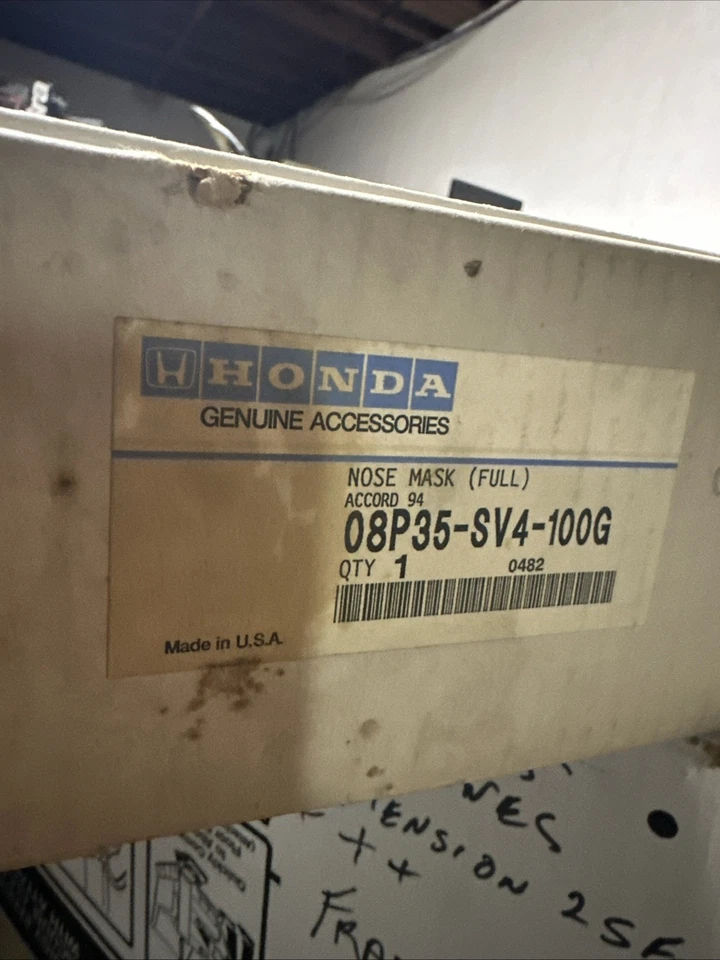 HONDA
GENUINE ACCESSORIES
NOSE MASK (FULL)
ACCORD 94
08P35-SV4-100G
QTY 1 0482
Made in U.S.A.
ENSION 2SE